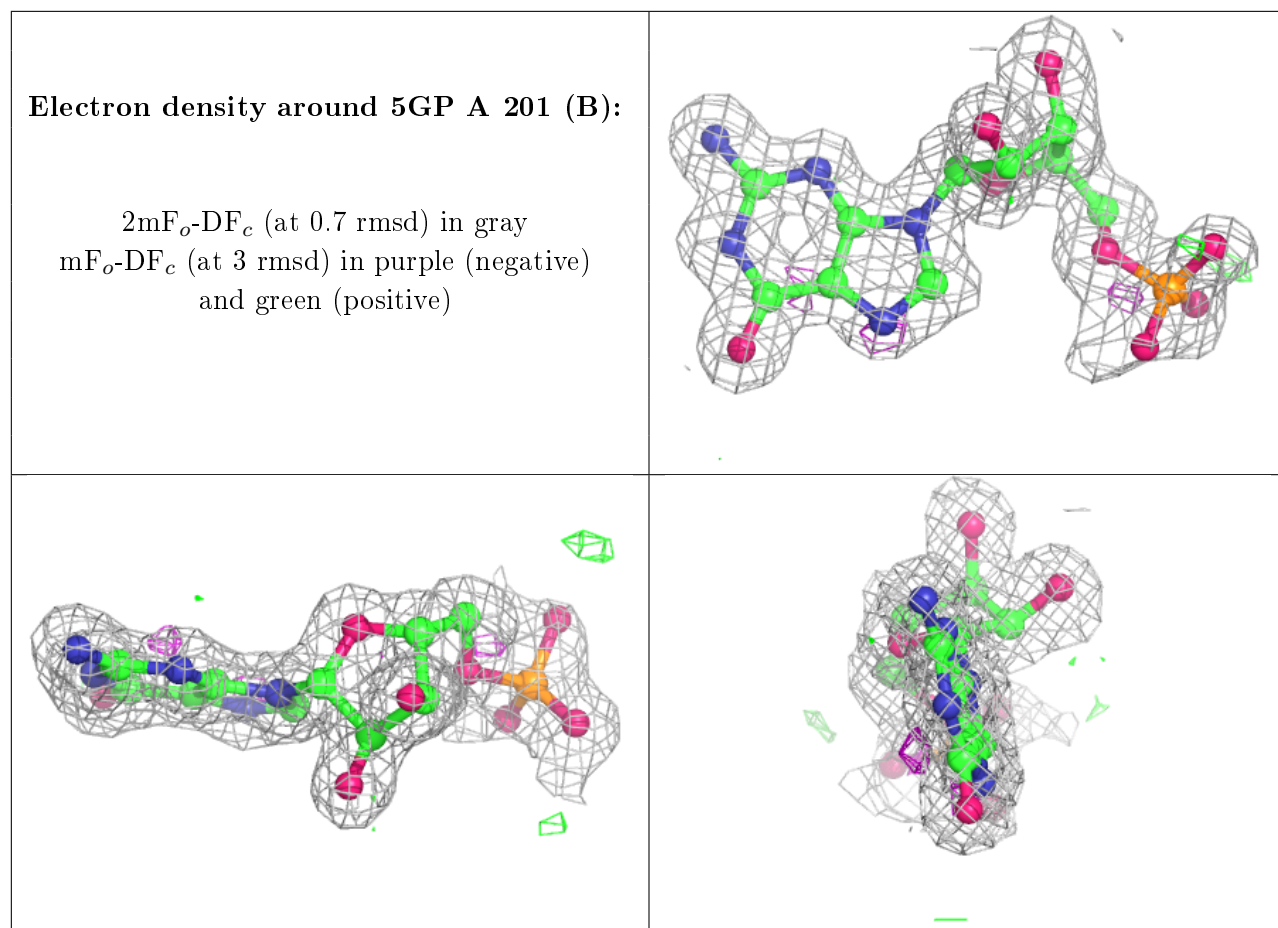 Electron density around 5GP A 201 (B):
2mFo-DFc (at 0.7 rmsd) in gray
mFo-DFc (at 3 rmsd) in purple (negative)
and green (positive)